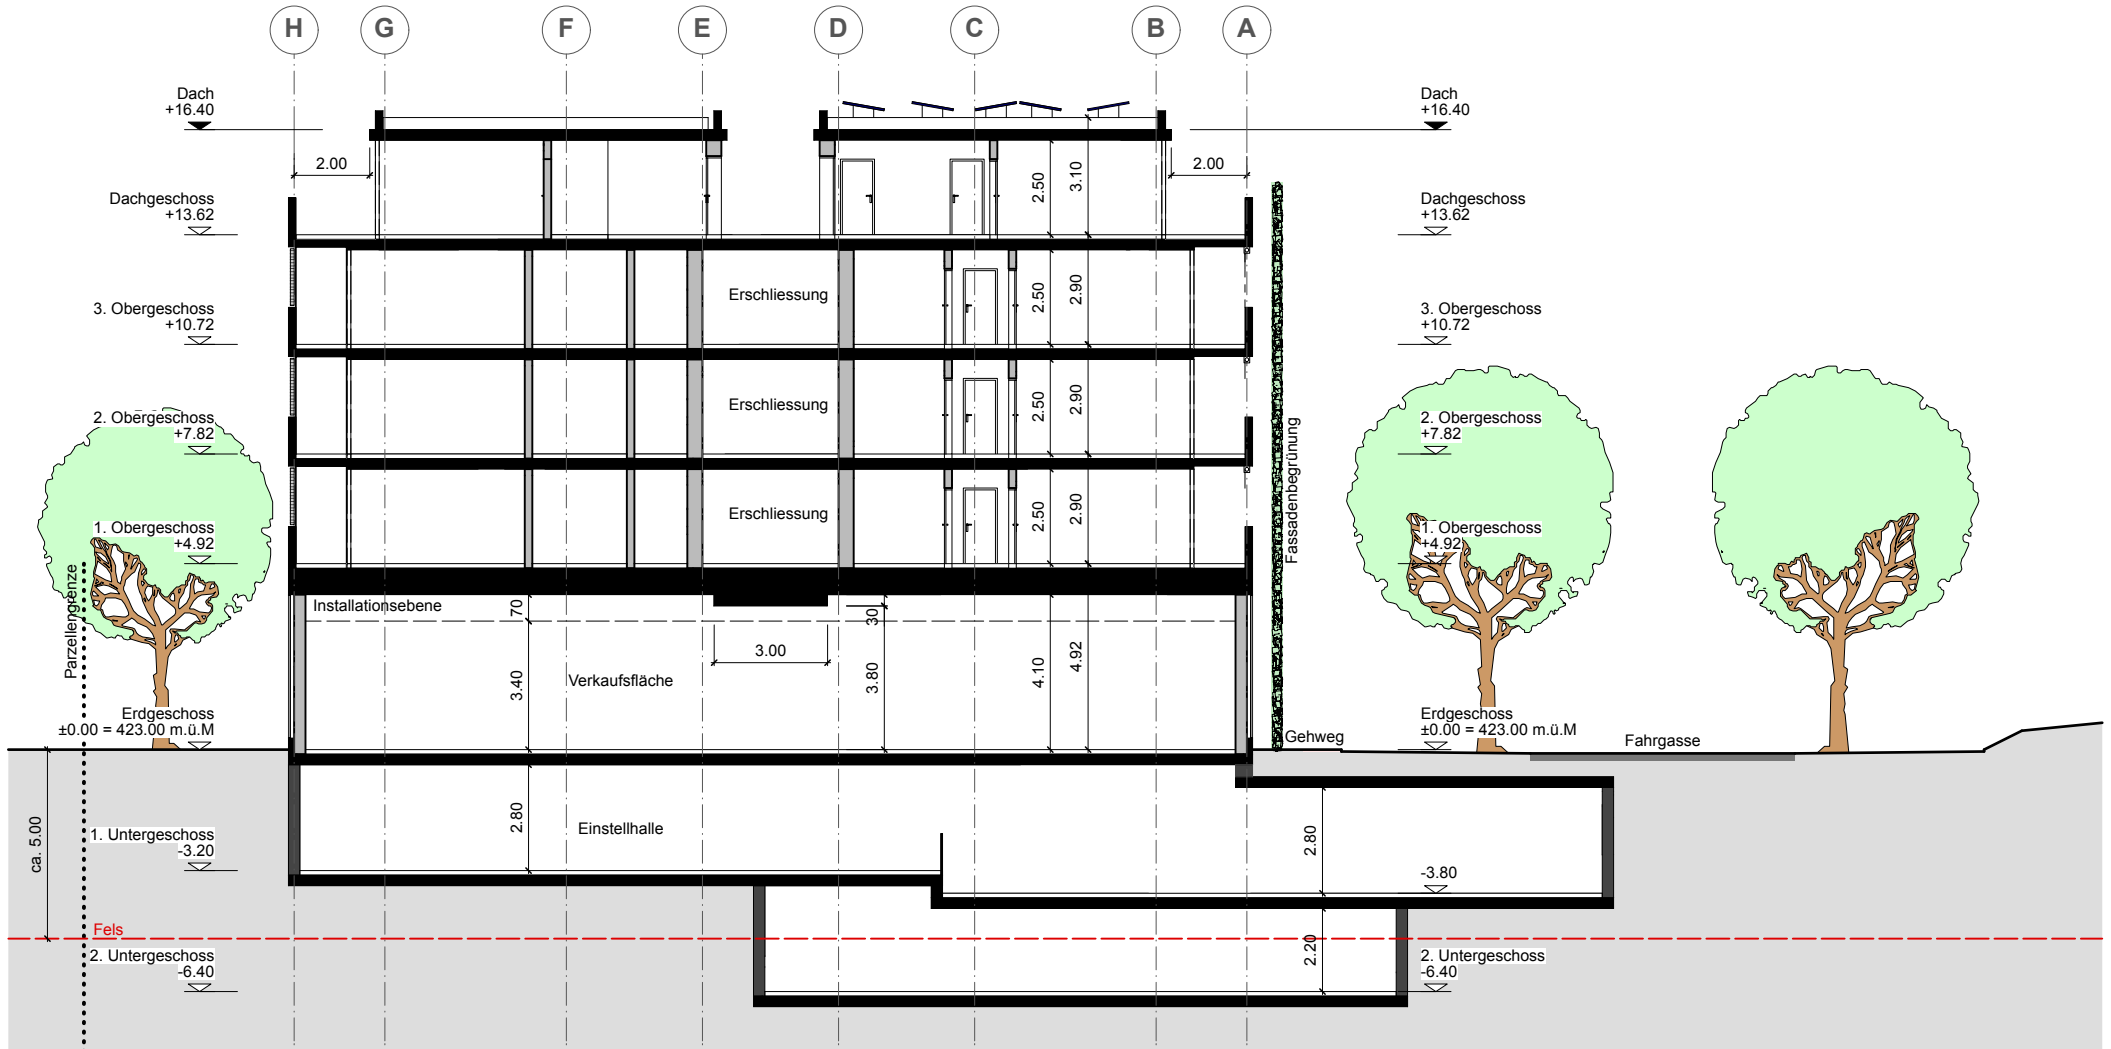 H G F E D C B A
Dach
+16.40
Dach
+16.40
2.00
2.00
2.50
3.10
Dachgeschoss
+13.62
Dachgeschoss
+13.62
3. Obergeschoss
+10.72
Erschliessung
2.50
2.90
3. Obergeschoss
+10.72
2. Obergeschoss
+7.82
Erschliessung
2.50
2.90
2. Obergeschoss
+7.82
Fassadenbegrünung
1. Obergeschoss
+4.92
Erschliessung
2.50
2.90
1. Obergeschoss
+4.92
Parzellengrenze
Installationsebene
70
30
3.00
3.40
Verkaufsfläche
3.80
4.10
4.92
Erdgeschoss
±0.00 = 423.00 m.ü.M
Gehweg
Erdgeschoss
±0.00 = 423.00 m.ü.M
Fahrgasse
ca. 5.00
2.80
Einstellhalle
2.80
1. Untergeschoss
-3.20
-3.80
Fels
2.20
2. Untergeschoss
-6.40
2. Untergeschoss
-6.40